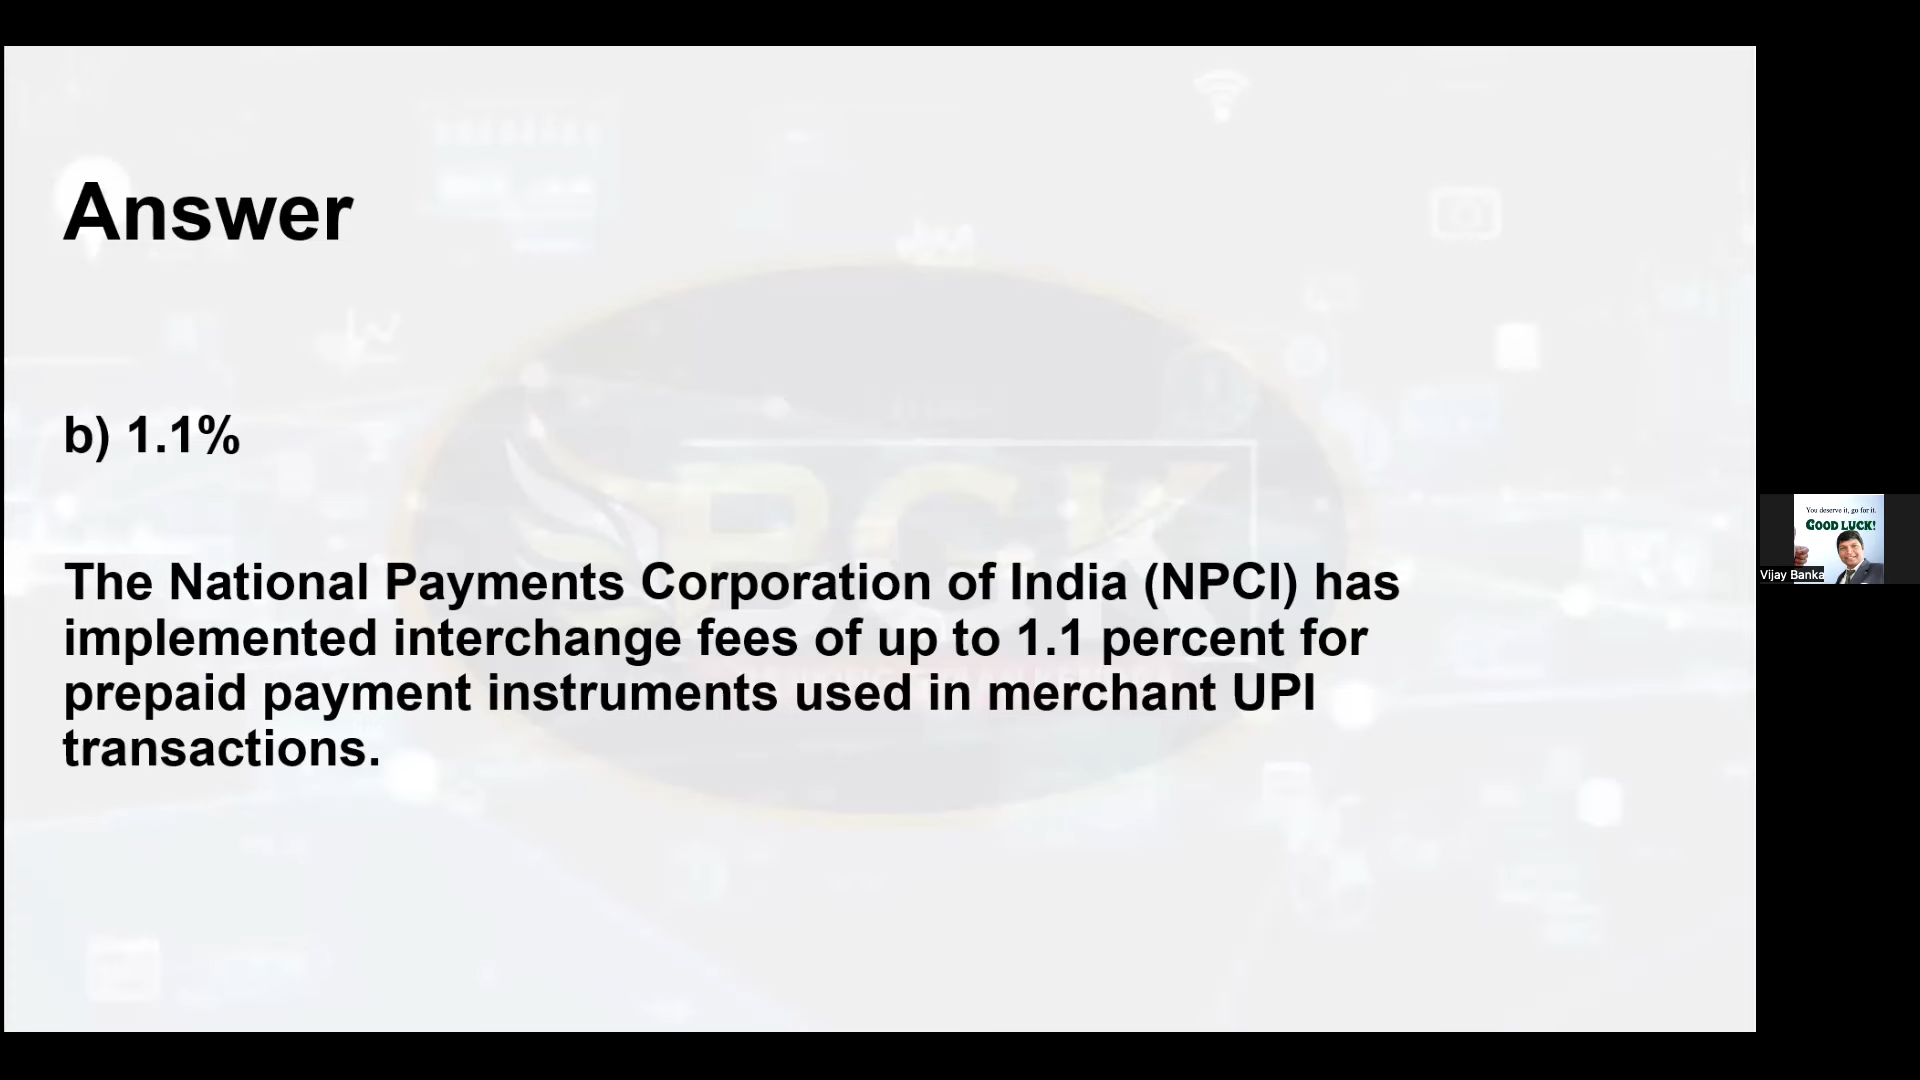 Answer
b) 1.1%
The National Payments Corporation of India (NPCI) has
implemented interchange fees of up to 1.1 percent for
prepaid payment instruments used in merchant UPI
transactions.
BCK
You deserve it, go for it.
GOOD LUCK!
Vijay Banka